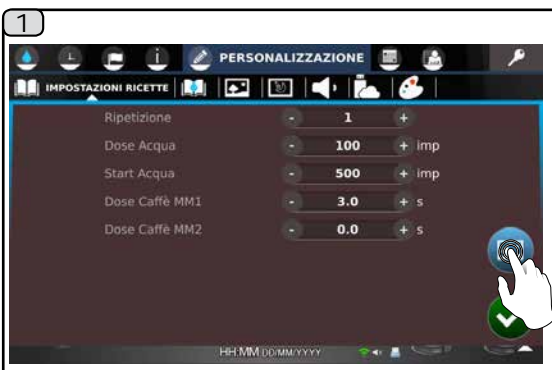 1
PERSONALIZZAZIONE
IMPOSTAZIONI RICETTE
Ripetizione - 1 +
Dose Acqua - 100 + imp
Start Acqua - 500 + imp
Dose Caffè MM1 - 3.0 + s
Dose Caffè MM2 - 0.0 + s
HH:MM DD/MM/YYYY